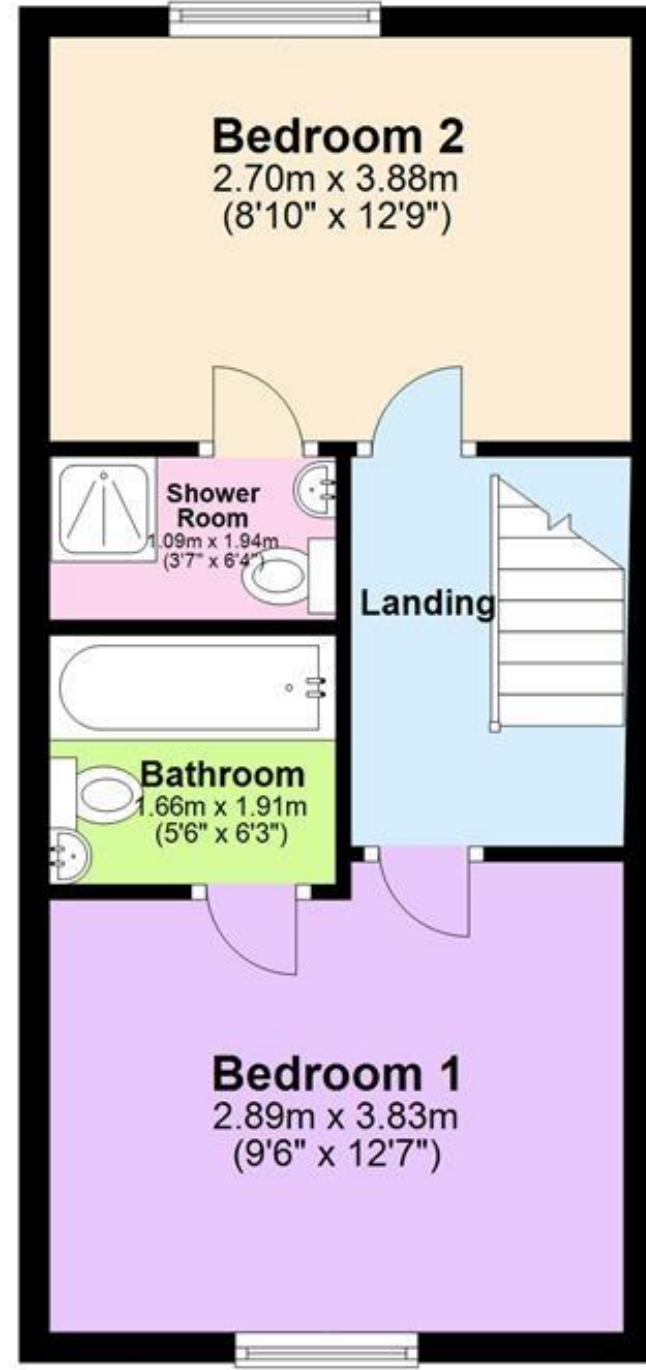 Bedroom 2
2.70m x 3.88m
(8'10" x 12'9")
Shower
Room
1.09m x 1.94m
(3'7" x 6'4")
Landing
Bathroom
1.66m x 1.91m
(5'6" x 6'3")
Bedroom 1
2.89m x 3.83m
(9'6" x 12'7")